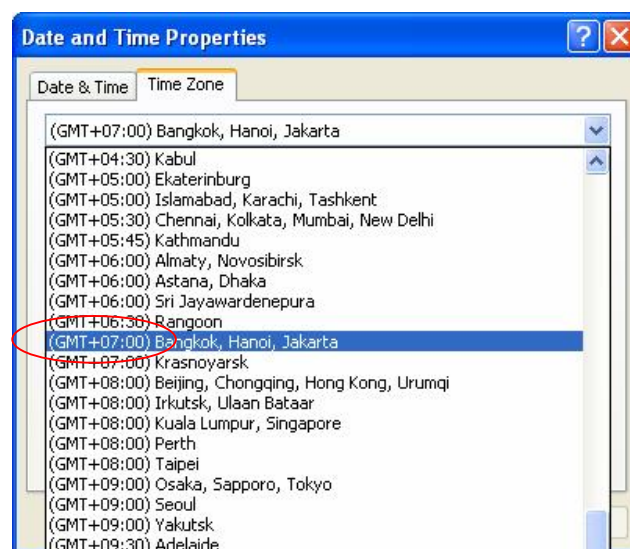 Date and Time Properties
Date & Time
Time Zone
(GMT+07:00) Bangkok, Hanoi, Jakarta
(GMT+04:30) Kabul
(GMT+05:00) Ekaterinburg
(GMT+05:00) Islamabad, Karachi, Tashkent
(GMT+05:30) Chennai, Kolkata, Mumbai, New Delhi
(GMT+05:45) Kathmandu
(GMT+06:00) Almaty, Novosibirsk
(GMT+06:00) Astana, Dhaka
(GMT+06:00) Sri Jayawardenepura
(GMT+06:30) Rangoon
(GMT+07:00) Bangkok, Hanoi, Jakarta
(GMT+07:00) Krasnoyarsk
(GMT+08:00) Beijing, Chongqing, Hong Kong, Urumqi
(GMT+08:00) Irkutsk, Ulaan Bataar
(GMT+08:00) Kuala Lumpur, Singapore
(GMT+08:00) Perth
(GMT+08:00) Taipei
(GMT+09:00) Osaka, Sapporo, Tokyo
(GMT+09:00) Seoul
(GMT+09:00) Yakutsk
(GMT+09:30) Adelaide